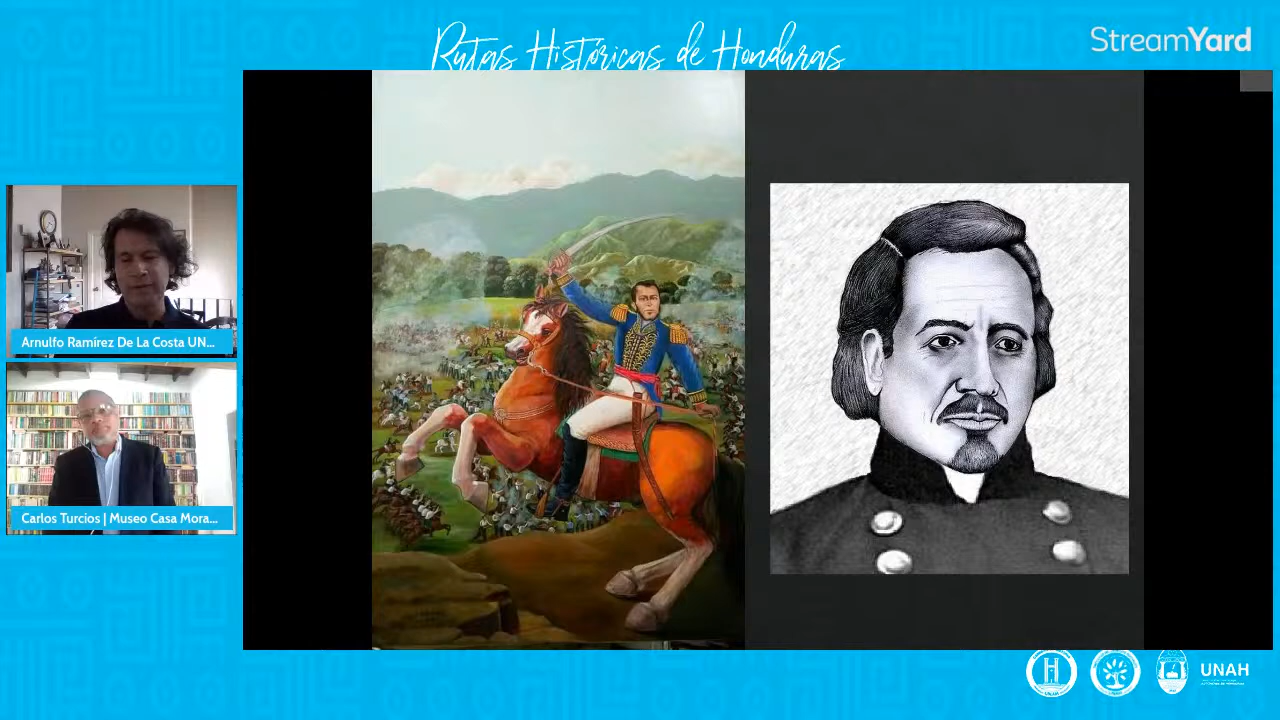 Rutas Históricas de Honduras
StreamYard
Arnulfo Ramírez De La Costa UN...
Carlos Turcios | Museo Casa Mora...
UNAH